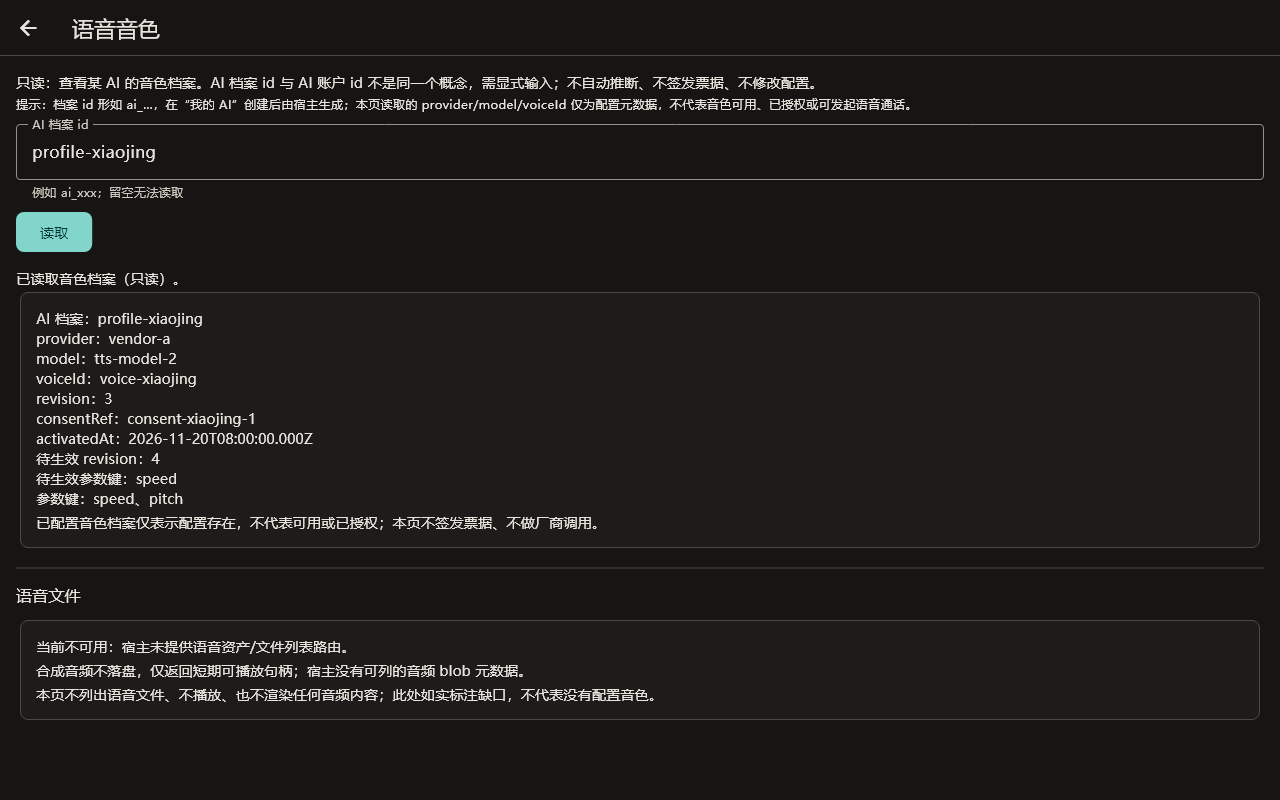 语音音色
只读：查看某 AI 的音色档案。AI 档案 id 与 AI 账户 id 不是同一个概念，需显式输入；不自动推断、不签发票据、不修改配置。
提示：档案 id 形如 ai_…，在“我的 AI”创建后由宿主生成；本页读取的 provider/model/voiceId 仅为配置元数据，不代表音色可用、已授权或可发起语音通话。
AI 档案 id
profile-xiaojing
例如 ai_xxx；留空无法读取
读取
已读取音色档案（只读）。
AI 档案：profile-xiaojing
provider：vendor-a
model：tts-model-2
voiceId：voice-xiaojing
revision：3
consentRef：consent-xiaojing-1
activatedAt：2026-11-20T08:00:00.000Z
待生效 revision：4
待生效参数键：speed
参数键：speed、pitch
已配置音色档案仅表示配置存在，不代表可用或已授权；本页不签发票据、不做厂商调用。
语音文件
当前不可用：宿主未提供语音资产/文件列表路由。
合成音频不落盘，仅返回短期可播放句柄；宿主没有可列的音频 blob 元数据。
本页不列出语音文件、不播放、也不渲染任何音频内容；此处如实标注缺口，不代表没有配置音色。